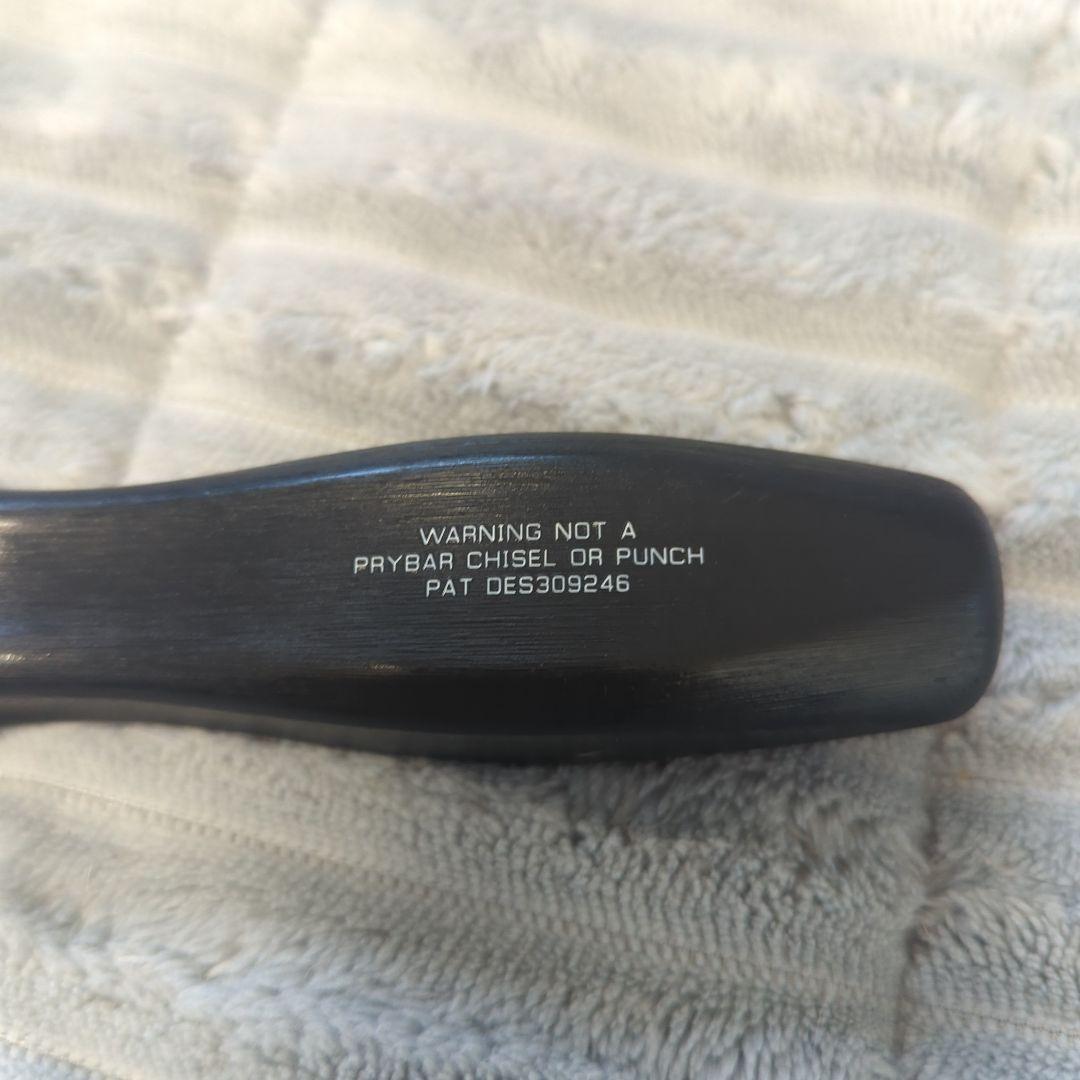 WARNING NOT A
PRYBAR CHISEL OR PUNCH
PAT DES309246